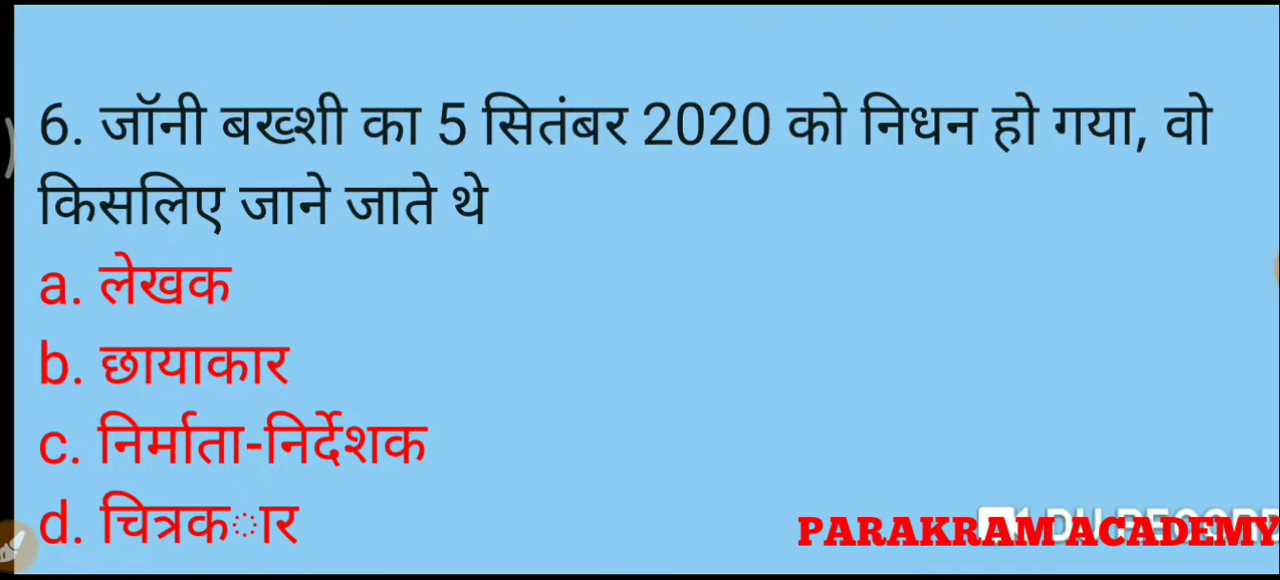 6. जॉनी बख्शी का 5 सितंबर 2020 को निधन हो गया, वो
किसलिए जाने जाते थे
a. लेखक
b. छायाकार
c. निर्माता-निर्देशक
d. चित्रक ार
PARAKRAM ACADEMY